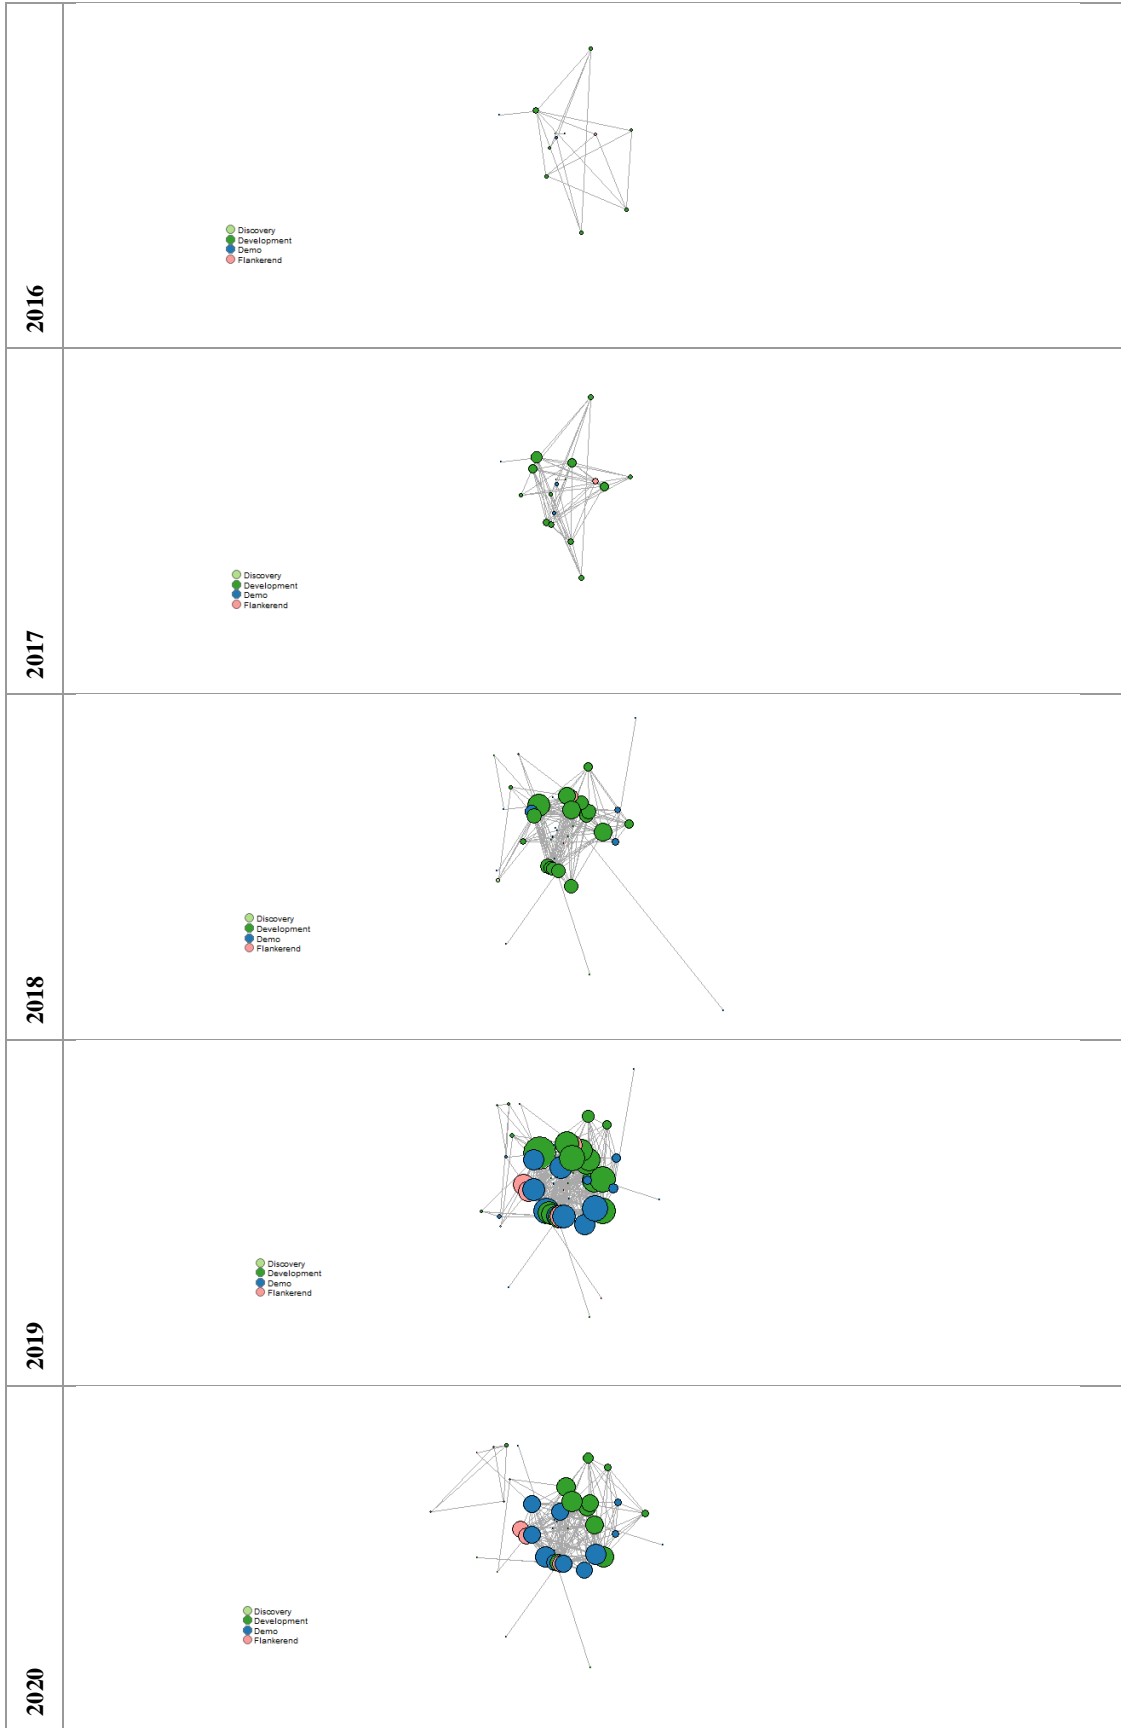 2016
Discovery
Development
Demo
Flankerend
2017
Discovery
Development
Demo
Flankerend
2018
Discovery
Development
Demo
Flankerend
2019
Discovery
Development
Demo
Flankerend
2020
Discovery
Development
Demo
Flankerend